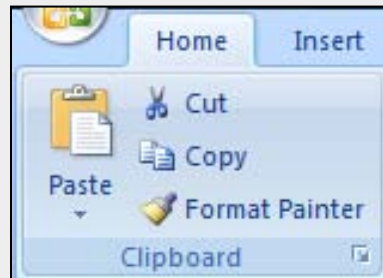 Home Insert
Cut
Copy
Paste
Format Painter
Clipboard